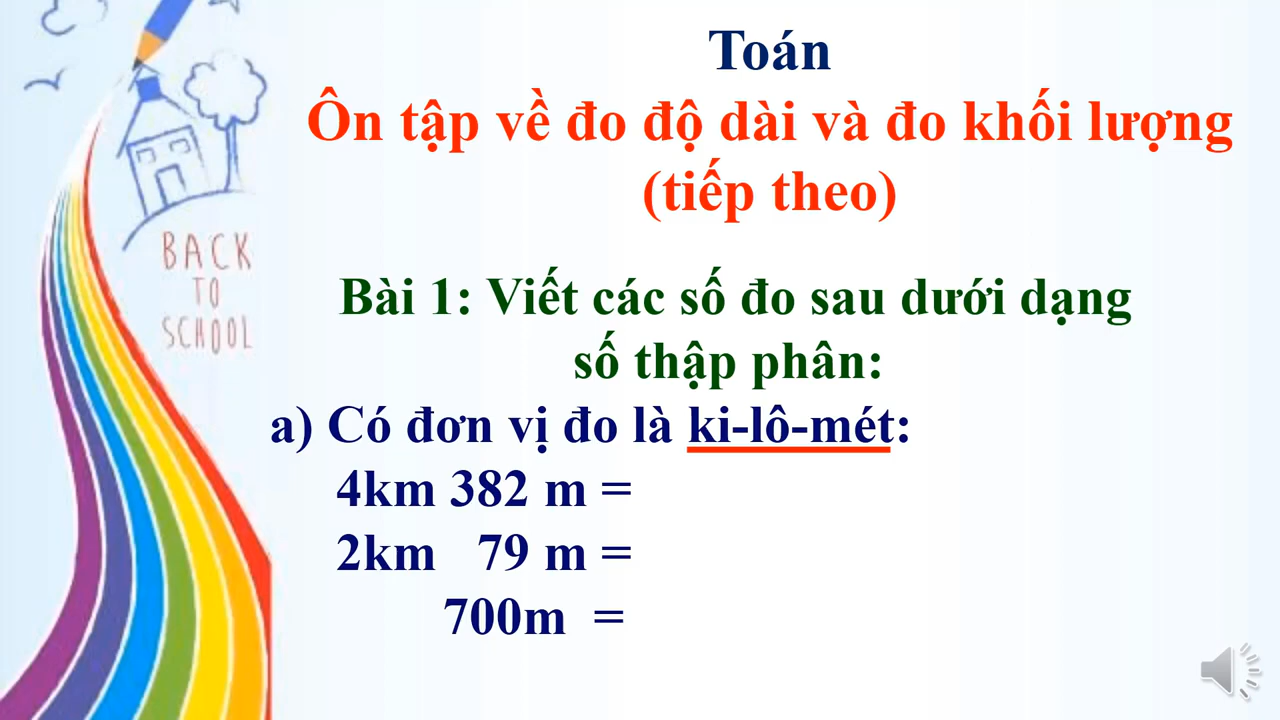 Toán
Ôn tập về đo độ dài và đo khối lượng
(tiếp theo)
BACK
TO
SCHOOL
Bài 1: Viết các số đo sau dưới dạng
số thập phân:
a) Có đơn vị đo là ki-lô-mét:
4km 382 m =
2km 79 m =
700m =